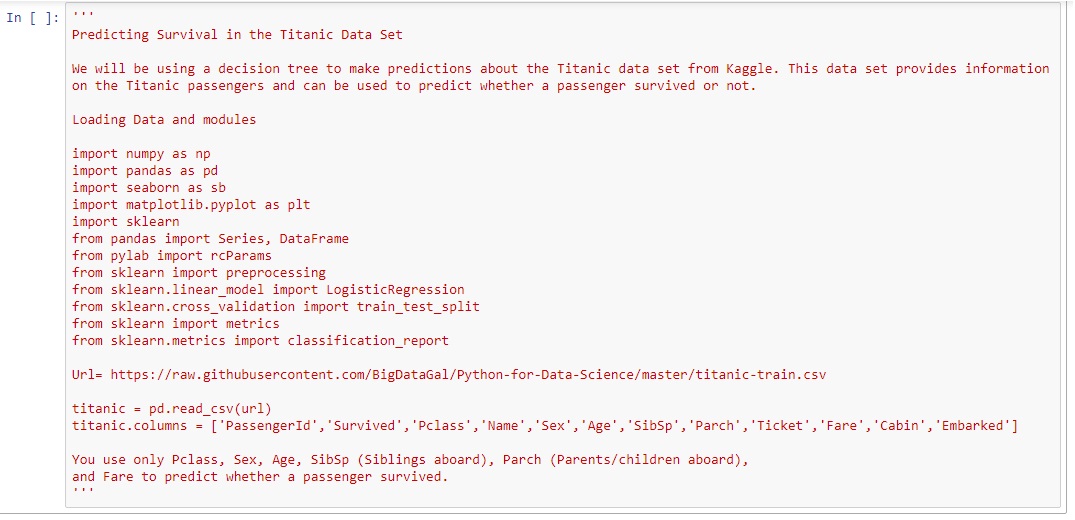 In [ ]: '''
Predicting Survival in the Titanic Data Set
We will be using a decision tree to make predictions about the Titanic data set from Kaggle. This data set provides information
on the Titanic passengers and can be used to predict whether a passenger survived or not.
Loading Data and modules
import numpy as np
import pandas as pd
import seaborn as sb
import matplotlib.pyplot as plt
import sklearn
from pandas import Series, DataFrame
from pylab import rcParams
from sklearn import preprocessing
from sklearn.linear_model import LogisticRegression
from sklearn.cross_validation import train_test_split
from sklearn import metrics
from sklearn.metrics import classification_report
Url= https://raw.githubusercontent.com/BigDataGal/Python-for-Data-Science/master/titanic-train.csv
titanic = pd.read_csv(url)
titanic.columns = ['PassengerId','Survived','Pclass','Name','Sex','Age','SibSp','Parch','Ticket','Fare','Cabin','Embarked']
You use only Pclass, Sex, Age, SibSp (Siblings aboard), Parch (Parents/children aboard),
and Fare to predict whether a passenger survived.
'''